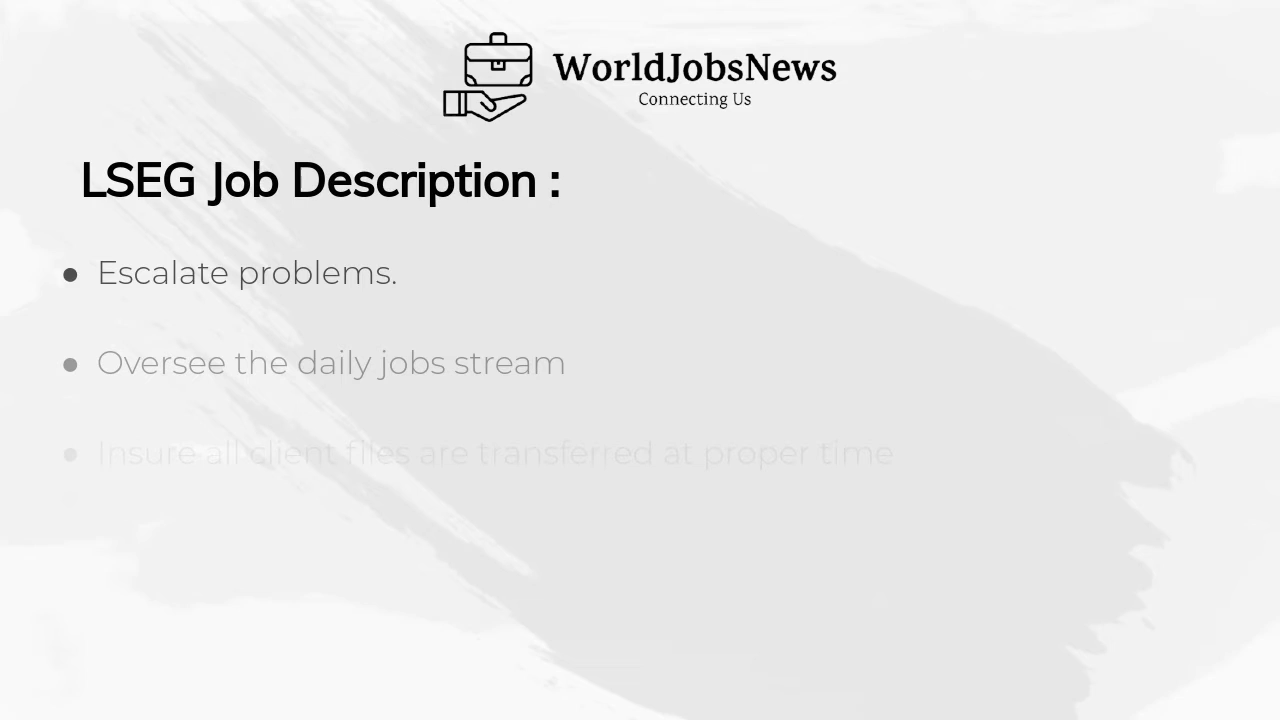 WorldJobsNews
Connecting Us
LSEG Job Description :
● Escalate problems.
● Oversee the daily jobs stream
● Insure all client files are transferred at proper time